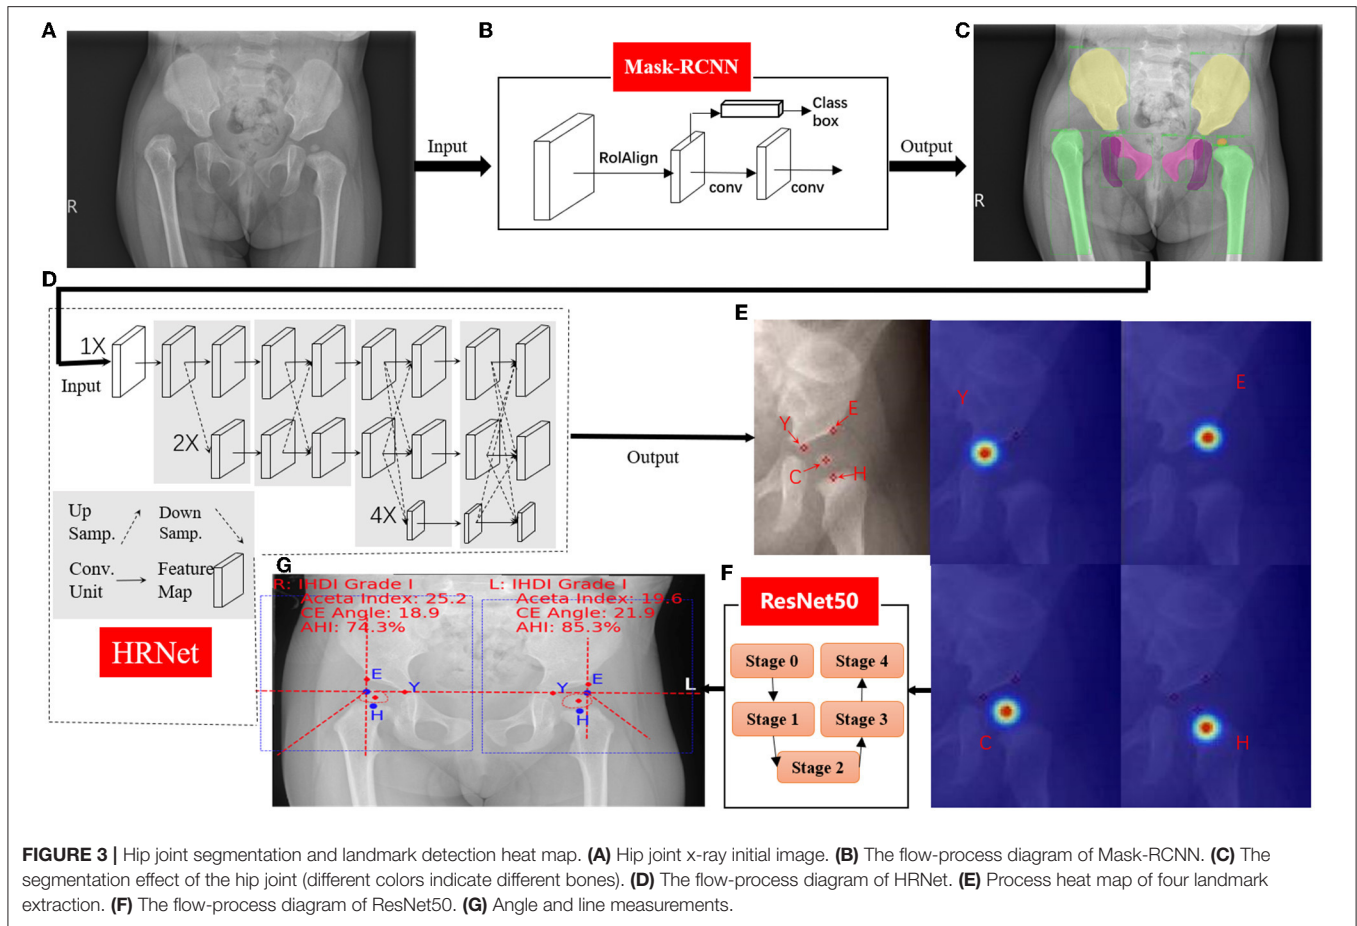 A
R
B
Mask-RCNN
Input
RoIAlign
conv
conv
Class
box
Output
C
R
D
1X
Input
2X
4X
Up
Samp.
Down
Samp.
Conv.
Unit
Feature
Map
HRNet
Output
E
Y
E
C
H
Y
E
C
H
F
ResNet50
Stage 0
Stage 4
Stage 1
Stage 3
Stage 2
G
R: IHDI Grade I
Aceta Index: 25.2
CE Angle: 18.9
AHI: 74.3%
L: IHDI Grade I
Aceta Index: 19.6
CE Angle: 21.9
AHI: 85.3%
E
Y
H
Y
E
H
L
FIGURE 3 | Hip joint segmentation and landmark detection heat map. (A) Hip joint x-ray initial image. (B) The flow-process diagram of Mask-RCNN. (C) The
segmentation effect of the hip joint (different colors indicate different bones). (D) The flow-process diagram of HRNet. (E) Process heat map of four landmark
extraction. (F) The flow-process diagram of ResNet50. (G) Angle and line measurements.